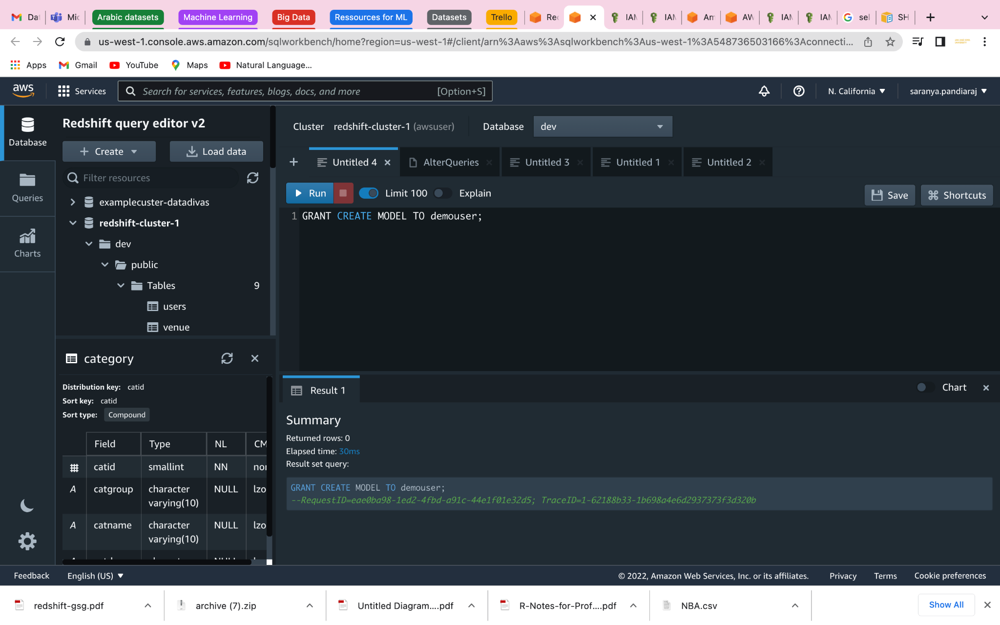 Da
Mic
Arabic datasets
Machine Learning
Big Data
Ressources for ML
Datasets
Trello
Rec
IAM
IAM
Am
AW
IAM
IAM
sel
SH
us-west-1.console.aws.amazon.com/sqlworkbench/home?region=us-west-1#/client/arn%3Aaws%3Asqlworkbench%3Aus-west-1%3A548736503166%3Aconnecti...
Apps
Gmail
YouTube
Maps
Natural Language...
aws
Services
Search for services, features, blogs, docs, and more
[Option+S]
N. California
saranya.pandiaraj
Database
Queries
Charts
Redshift query editor v2
Create
Load data
Filter resources
examplecuster-datadivas
redshift-cluster-1
dev
public
Tables 9
users
venue
category
Distribution key: catid
Sort key: catid
Sort type: Compound
Field Type NL CM
catid smallint NN nor
A catgroup character varying(10) NULL lzo
A catname character varying(10) NULL lzo
Cluster redshift-cluster-1 (awsuser)
Database dev
Untitled 4
AlterQueries
Untitled 3
Untitled 1
Untitled 2
Run
Limit 100
Explain
Save
Shortcuts
1 GRANT CREATE MODEL TO demouser;
Result 1
Chart
Summary
Returned rows: 0
Elapsed time: 30ms
Result set query:
GRANT CREATE MODEL TO demouser;
--RequestID=eae0ba98-1ed2-4fbd-a91c-44e1f01e32d5; TraceID=1-62188b33-1b698a4e6d2937373f3d320b
Feedback
English (US)
© 2022, Amazon Web Services, Inc. or its affiliates.
Privacy
Terms
Cookie preferences
redshift-gsg.pdf
archive (7).zip
Untitled Diagram....pdf
R-Notes-for-Prof....pdf
NBA.csv
Show All